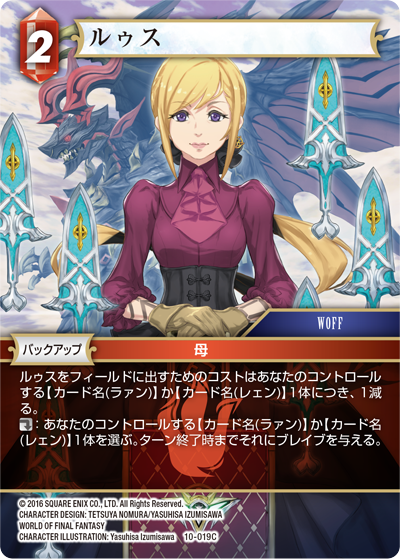 2
ルゥス
WOFF
バックアップ
母
ルゥスをフィールドに出すためのコストはあなたのコントロール
する【カード名(ラァン)】か【カード名(レェン)】1体につき、1減
る。
：あなたのコントロールする【カード名(ラァン)】か【カード名
(レェン)】1体を選ぶ。ターン終了時までそれにブレイブを与える。
© 2016 SQUARE ENIX CO., LTD. All Rights Reserved.
CHARACTER DESIGN: TETSUYA NOMURA/YASUHISA IZUMISAWA
WORLD OF FINAL FANTASY
CHARACTER ILLUSTRATION: Yasuhisa Izumisawa 10-019C